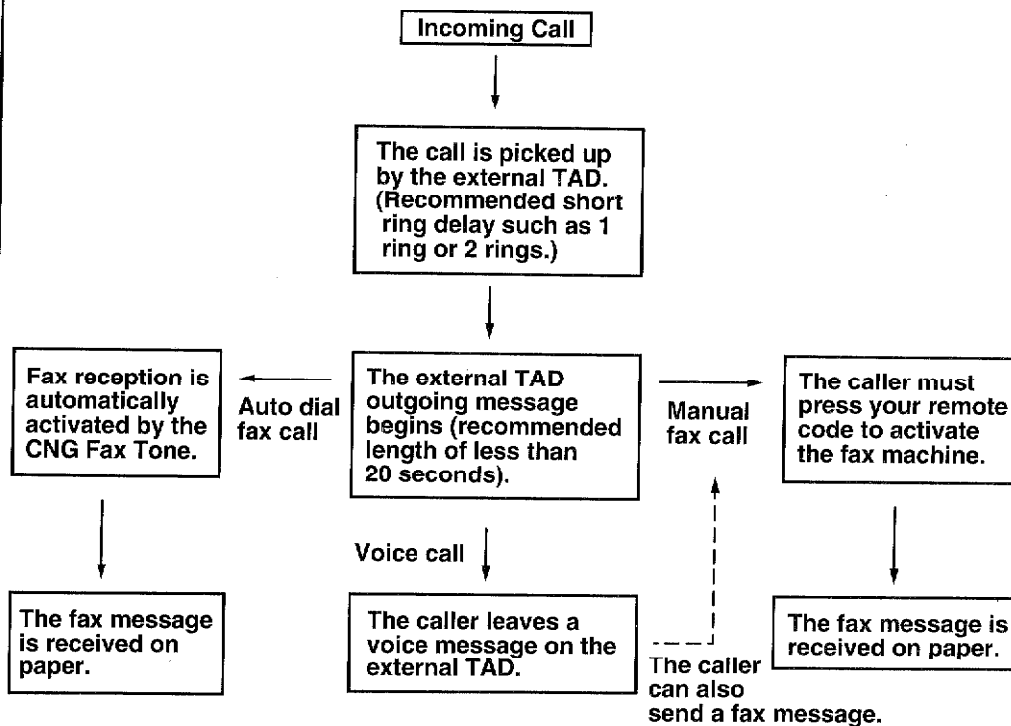 Incoming Call
The call is picked up
by the external TAD.
(Recommended short
ring delay such as 1
ring or 2 rings.)
Fax reception is
automatically
activated by the
CNG Fax Tone.
Auto dial
fax call
The external TAD
outgoing message
begins (recommended
length of less than
20 seconds).
Manual
fax call
The caller must
press your remote
code to activate
the fax machine.
Voice call
The fax message
is received on
paper.
The caller leaves a
voice message on the
external TAD.
The caller
can also
send a fax message.
The fax message is
received on paper.